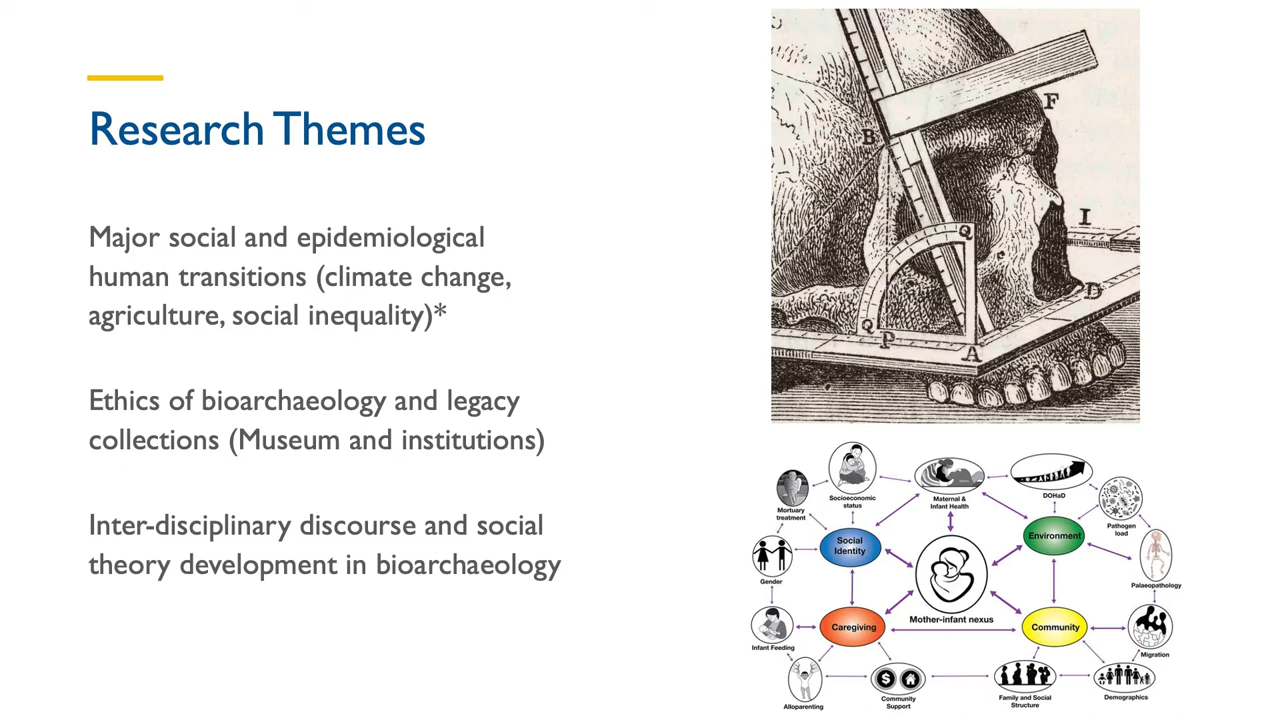 Research Themes
Major social and epidemiological
human transitions (climate change,
agriculture, social inequality)*
Ethics of bioarchaeology and legacy
collections (Museum and institutions)
Inter-disciplinary discourse and social
theory development in bioarchaeology
F
B
I
Q
D
Q
P
A
Socioeconomic
status
Maternal &
Infant Health
DOHaD
Mortuary
treatment
Pathogen
load
Social
Identity
Environment
Gender
Palaeopathology
Mother-infant nexus
Caregiving
Community
Infant Feeding
Migration
Alloparenting
Community
Support
Family and Social
Structure
Demographics
$